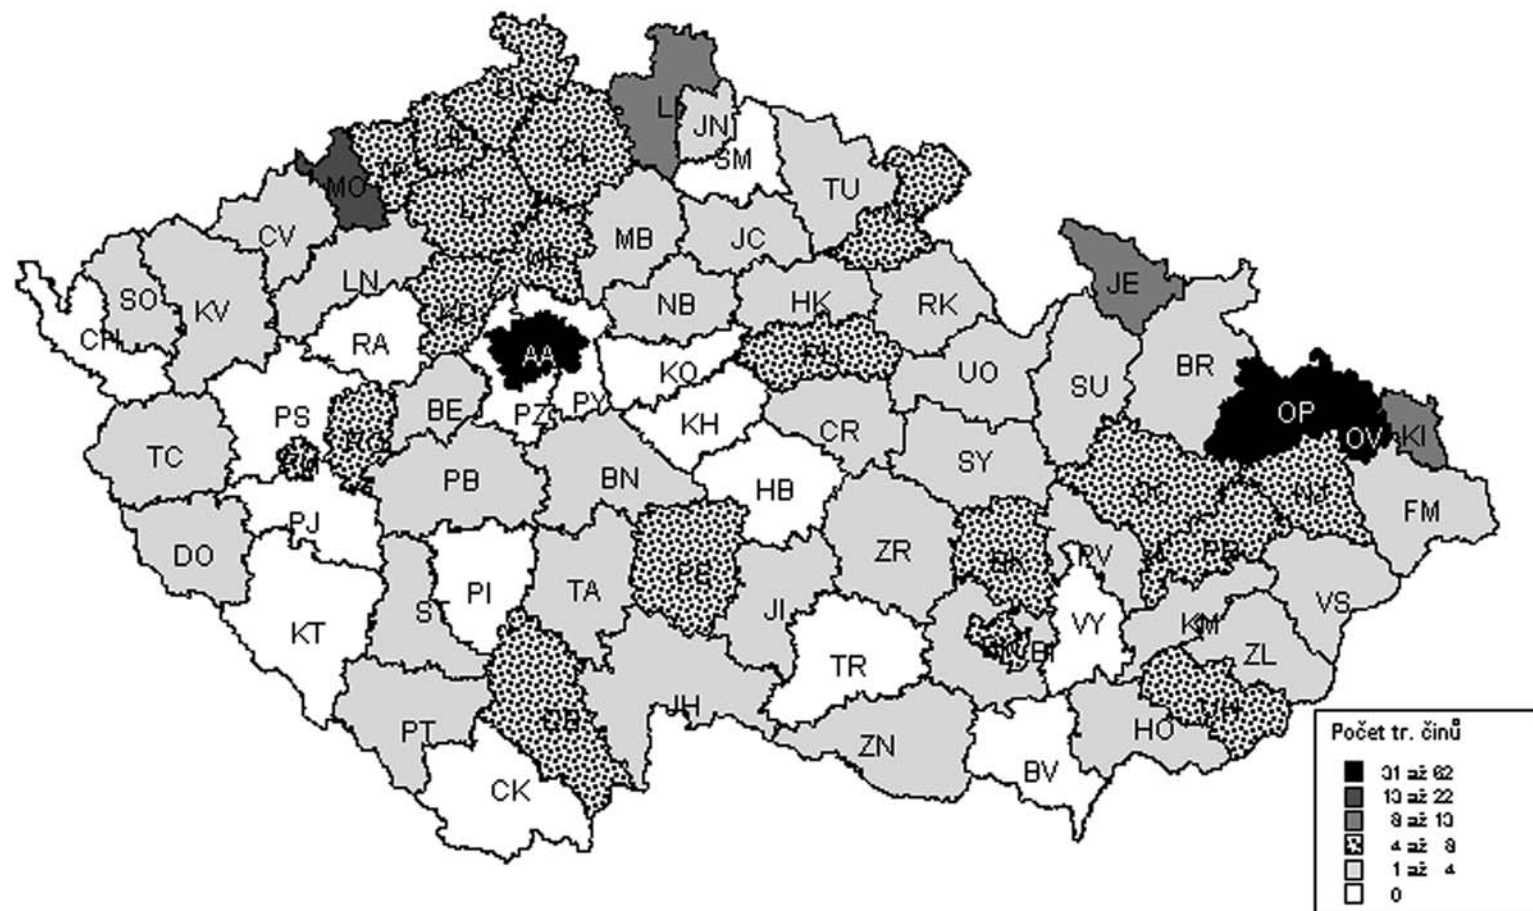 LI
JN
SM
MO
TU
CV
MB
JC
SO
KV
LN
NB
HK
RK
JE
CH
RA
AA
KO
UO
SU
BR
PS
BE
PZ
PY
KH
CR
OP
OV
KI
TC
PB
BN
HB
SY
NJ
FM
PJ
DO
ZR
PV
PI
TA
JI
VS
KT
S
VY
KM
TR
ZL
PT
JH
ZN
HO
CK
BV
Počet tr. činů
31 až 62
13 až 22
8 až 13
4 až 8
1 až 4
0